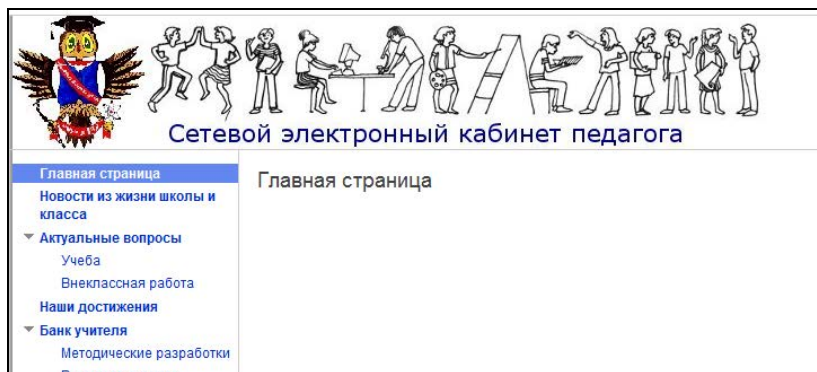 Сетевой электронный кабинет педагога
Главная страница
Новости из жизни школы и
класса
Актуальные вопросы
Учеба
Внеклассная работа
Наши достижения
Банк учителя
Методические разработки
Главная страница